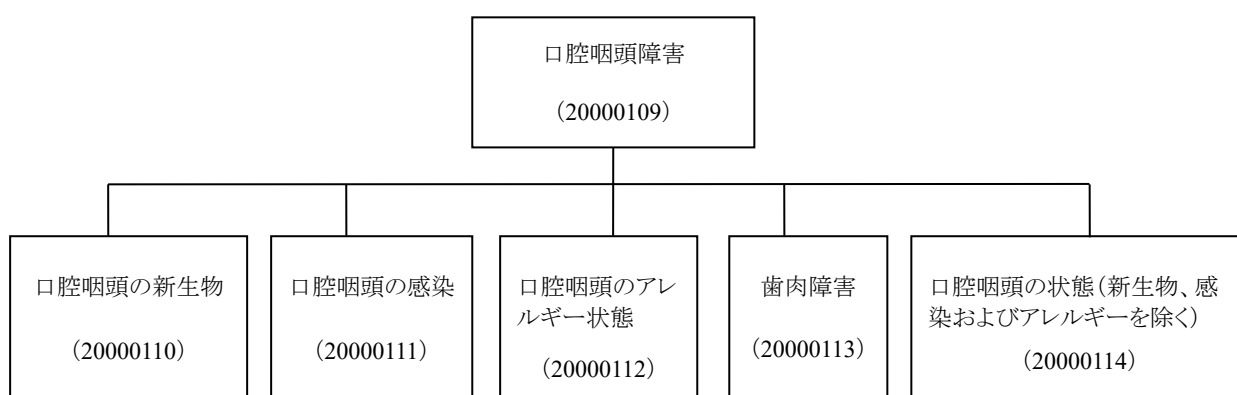 口腔咽頭障害
（20000109）
口腔咽頭の新生物
（20000110）
口腔咽頭の感染
（20000111）
口腔咽頭のアレ
ルギー状態
（20000112）
歯肉障害
（20000113）
口腔咽頭の状態（新生物、感
染およびアレルギーを除く）
（20000114）